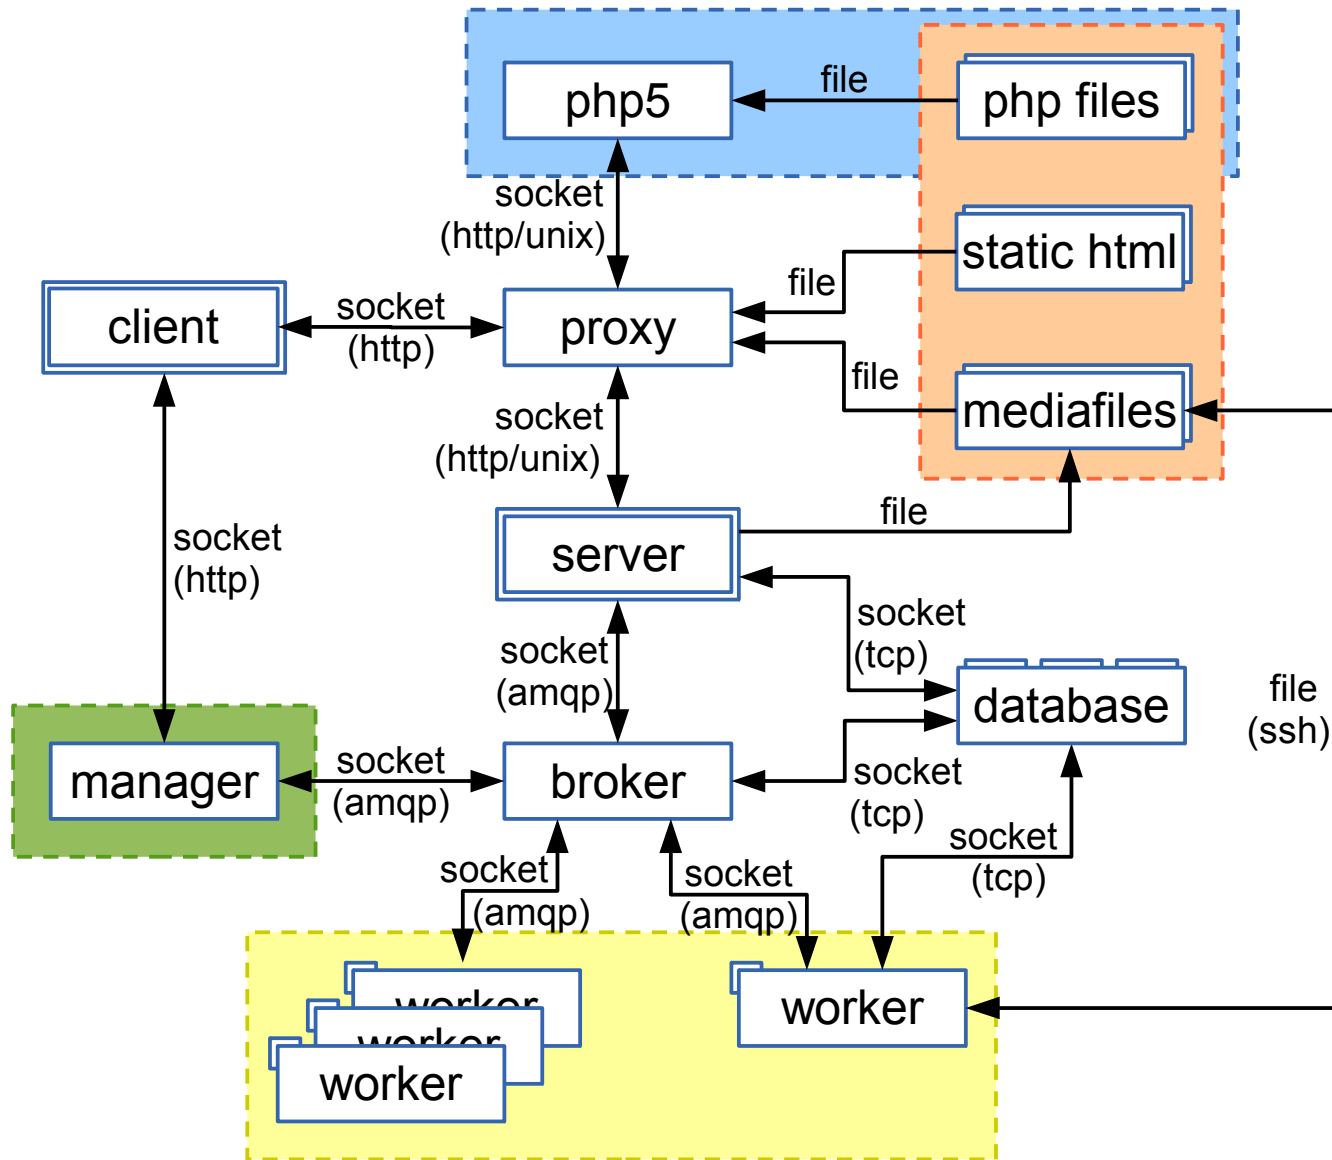 php5
file
php files
socket
(http/unix)
static html
file
client
socket
(http)
proxy
file
mediafiles
socket
(http/unix)
file
server
socket
(http)
socket
(tcp)
socket
(amqp)
database
file
(ssh)
manager
socket
(amqp)
broker
socket
(tcp)
socket
(tcp)
socket
(amqp)
socket
(amqp)
worker
worker
worker
worker